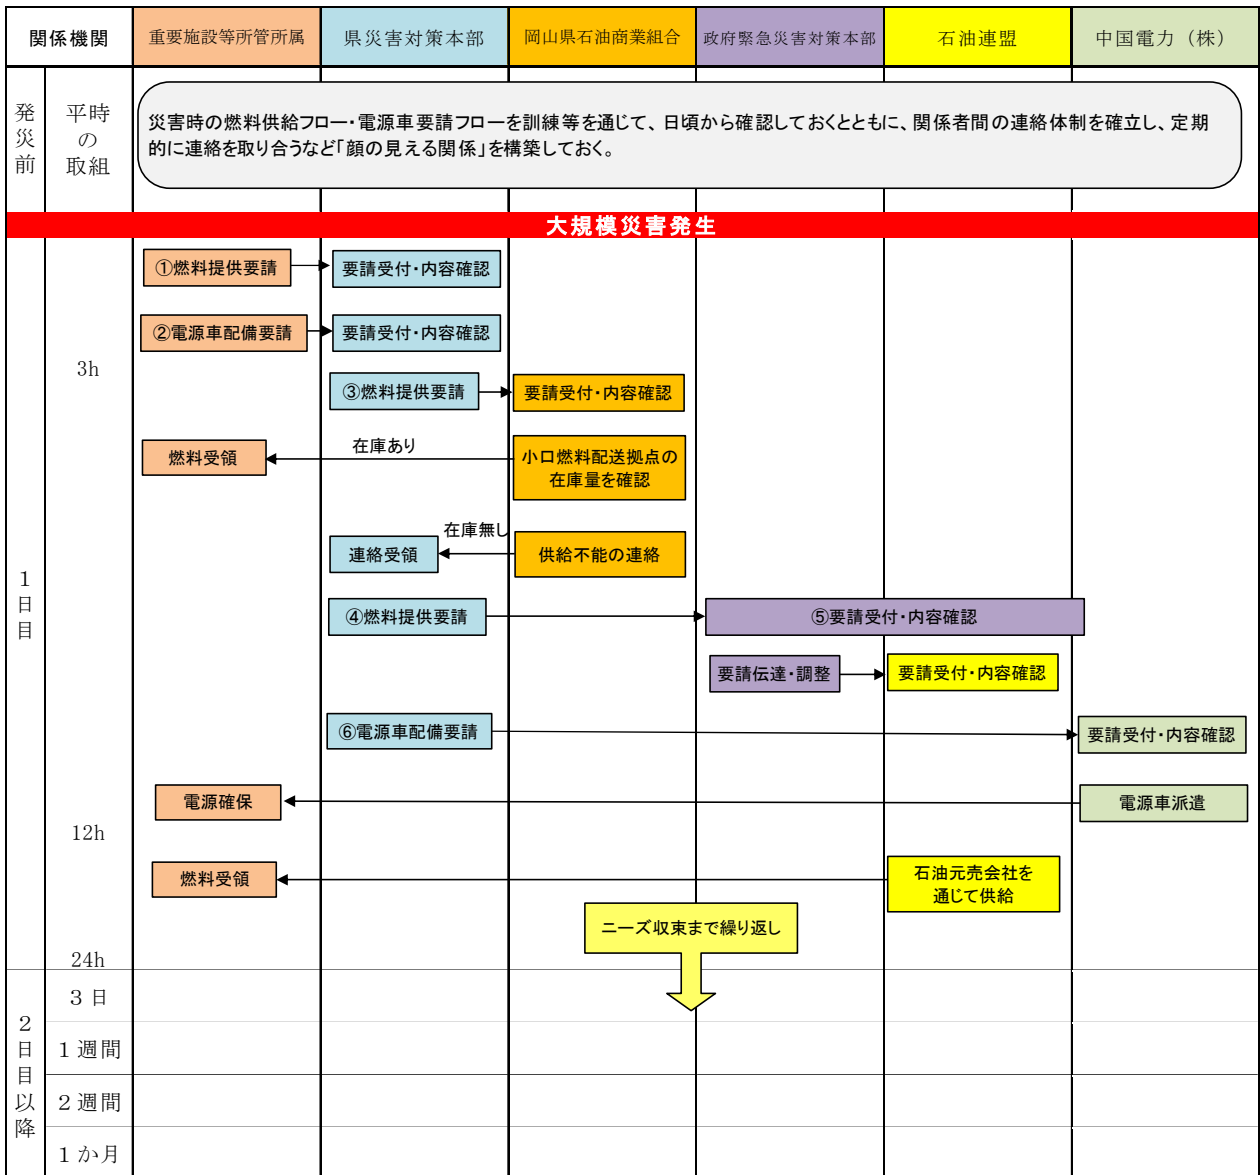 関係機関
重要施設等所管所属
県災害対策本部
岡山県石油商業組合
政府緊急災害対策本部
石油連盟
中国電力（株）
発災前
平時
の
取組
災害時の燃料供給フロー・電源車要請フローを訓練等を通じて、日頃から確認しておくとともに、関係者間の連絡体制を確立し、定期
的に連絡を取り合うなど「顔の見える関係」を構築しておく。
大規模災害発生
1日目
①燃料提供要請
要請受付・内容確認
②電源車配備要請
要請受付・内容確認
3h
③燃料提供要請
要請受付・内容確認
燃料受領
在庫あり
小口燃料配送拠点の
在庫量を確認
連絡受領
在庫無し
供給不能の連絡
④燃料提供要請
⑤要請受付・内容確認
要請伝達・調整
要請受付・内容確認
⑥電源車配備要請
要請受付・内容確認
電源確保
電源車派遣
12h
燃料受領
石油元売会社を
通じて供給
ニーズ収束まで繰り返し
24h
2日目以降
3日
1週間
2週間
1か月